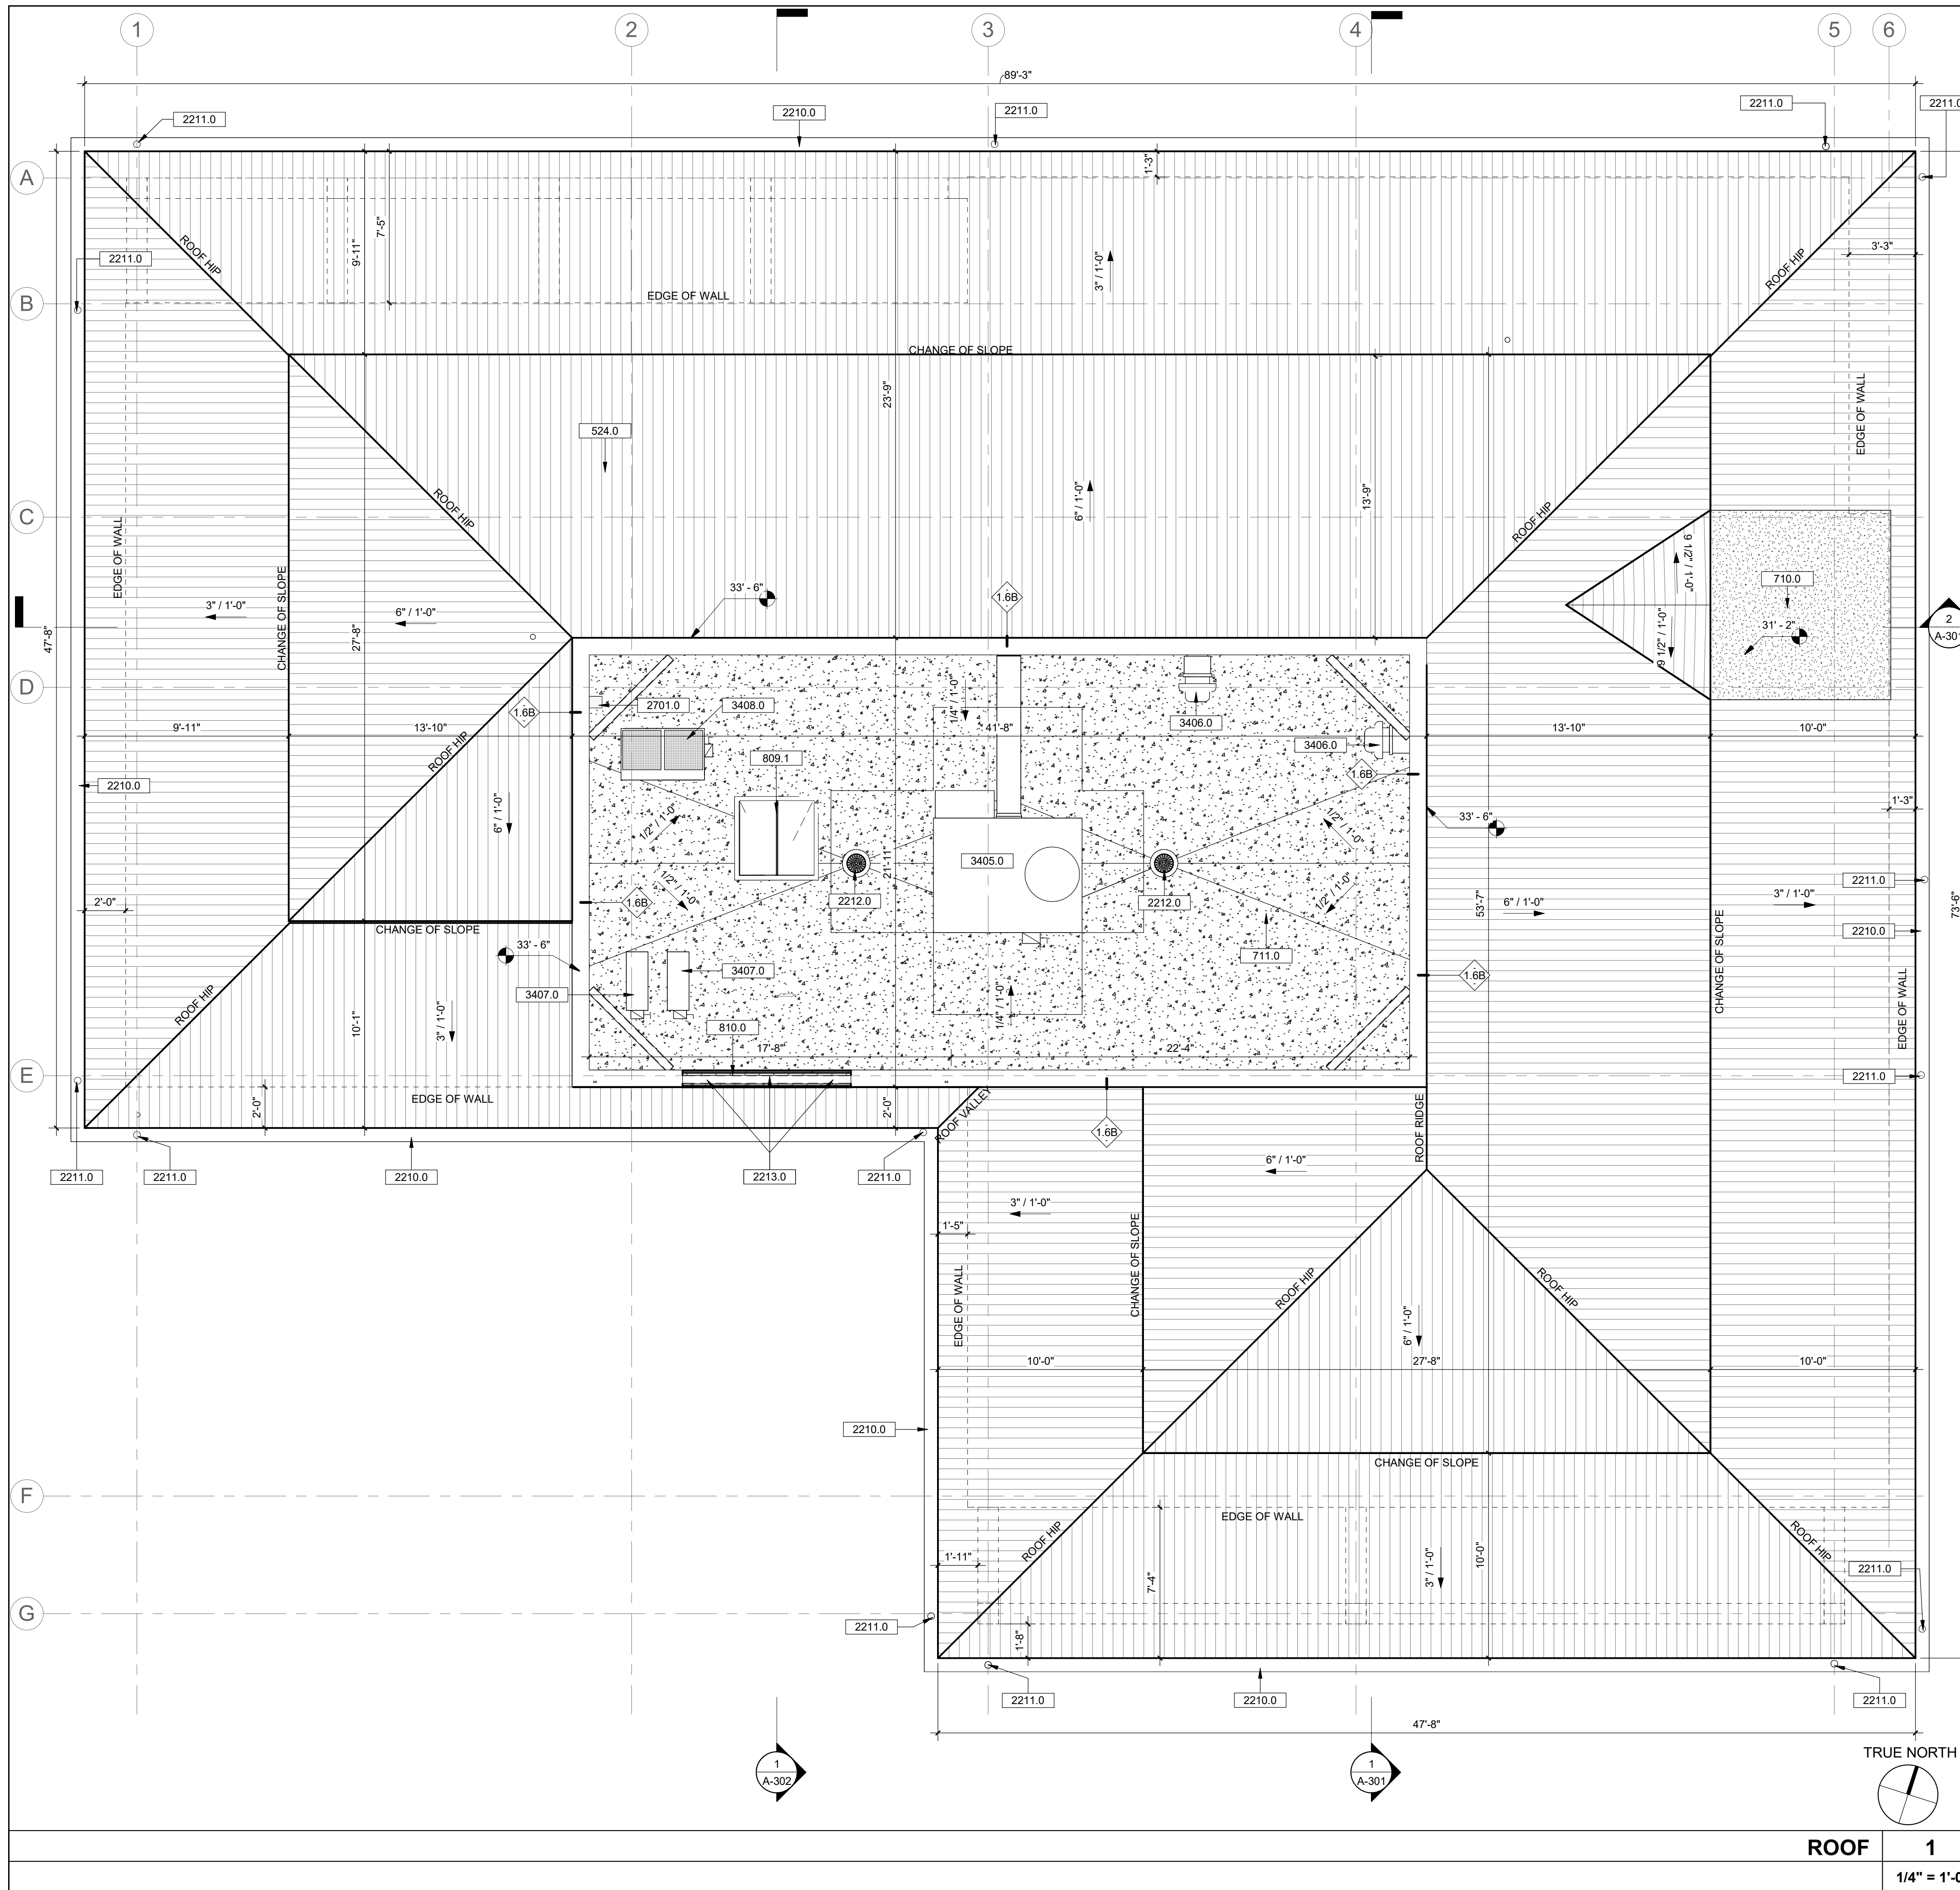 1
2
3
4
5
6
89'-3"
2211.0
2210.0
2211.0
2211.0
2211.0
A
1'-3"
7'-5"
9'-11"
ROOF HIP
ROOF HIP
3'-3"
2211.0
3" / 1'-0"
B
EDGE OF WALL
CHANGE OF SLOPE
23'-9"
EDGE OF WALL
524.0
ROOF HIP
6" / 1'-0"
13'-9"
ROOF HIP
C
EDGE OF WALL
CHANGE OF SLOPE
9 1/2" / 1'-0"
710.0
33' - 6"
1.6B
3" / 1'-0"
6" / 1'-0"
27'-8"
47'-8"
9 1/2" / 1'-0"
31' - 2"
2
D
1.6B
2701.0
3408.0
1/4" / 1'-0"
3406.0
9'-11"
13'-10"
41'-8"
13'-10"
10'-0"
ROOF HIP
809.1
3406.0
1.6B
2210.0
6" / 1'-0"
1/2" / 1'-0"
1/2" / 1'-0"
33' - 6"
1'-3"
3405.0
21'-11"
2'-0"
1/2" / 1'-0"
1.6B
2212.0
2212.0
1/2" / 1'-0"
53'-7"
6" / 1'-0"
3" / 1'-0"
2211.0
73'-6"
CHANGE OF SLOPE
33' - 6"
711.0
2210.0
CHANGE OF SLOPE
3407.0
3407.0
1.6B
ROOF HIP
3" / 1'-0"
10'-1"
1/4" / 1'-0"
EDGE OF WALL
810.0
17'-8"
22'-4"
E
2211.0
EDGE OF WALL
2'-0"
2'-0"
ROOF VALLEY
1.6B
ROOF RIDGE
2211.0
2211.0
2210.0
2213.0
2211.0
6" / 1'-0"
3" / 1'-0"
1'-5"
EDGE OF WALL
CHANGE OF SLOPE
ROOF HIP
ROOF HIP
6" / 1'-0"
10'-0"
27'-8"
10'-0"
2210.0
CHANGE OF SLOPE
F
EDGE OF WALL
ROOF HIP
ROOF HIP
1'-11"
7'-4"
3" / 1'-0"
10'-0"
2211.0
G
2211.0
1'-8"
2211.0
2210.0
2211.0
47'-8"
1
A-302
1
A-301
TRUE NORTH
ROOF
1